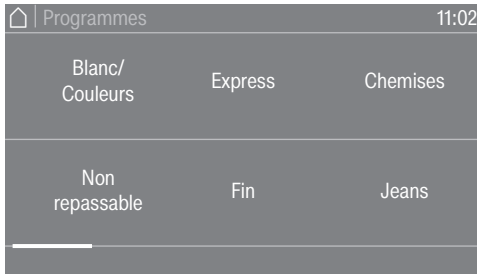 Programmes 11:02
Blanc/
Couleurs
Express
Chemises
Non
repassable
Fin
Jeans